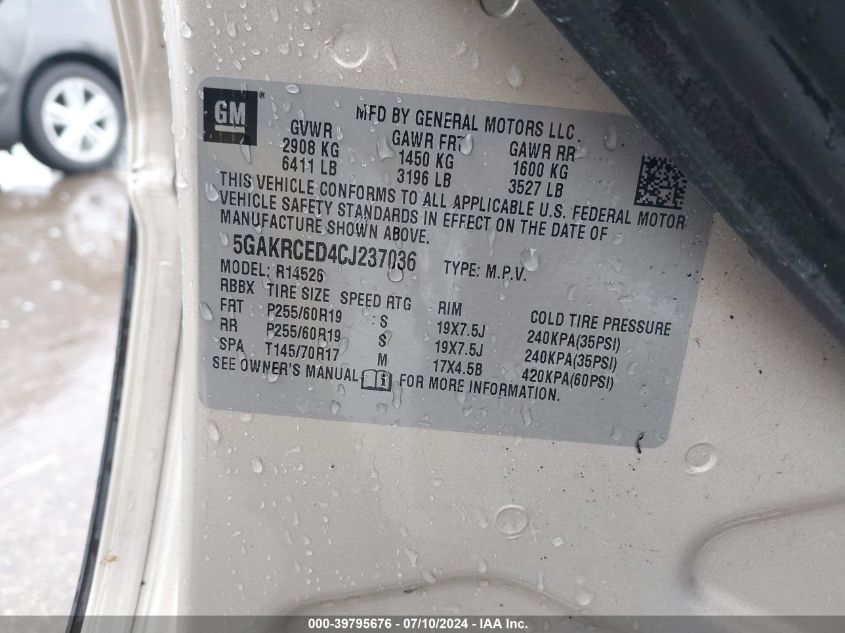 GM
MFD BY GENERAL MOTORS LLC
GVWR GAWR FRT GAWR RR
2908 KG 1450 KG 1600 KG
6411 LB 3196 LB 3527 LB
THIS VEHICLE CONFORMS TO ALL APPLICABLE U.S. FEDERAL MOTOR
VEHICLE SAFETY STANDARDS IN EFFECT ON THE DATE OF
MANUFACTURE SHOWN ABOVE.
5GAKRCED4CJ237036 TYPE: M.P.V.
MODEL: R14526
RBBX TIRE SIZE SPEED RTG RIM COLD TIRE PRESSURE
FRT P255/60R19 S 19X7.5J 240KPA(35PSI)
RR P255/60R19 S 19X7.5J 240KPA(35PSI)
SPA T145/70R17 M 17X4.5B 420KPA(60PSI)
SEE OWNER'S MANUAL FOR MORE INFORMATION.
000-39795676 - 07/10/2024 - IAA Inc.